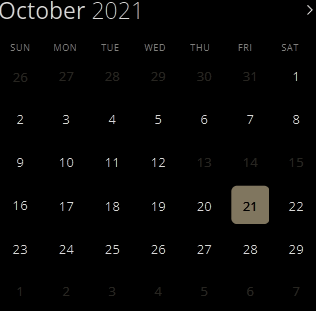 October 2021
SUN MON TUE WED THU FRI SAT
26 27 28 29 30 31 1
2 3 4 5 6 7 8
9 10 11 12 13 14 15
16 17 18 19 20 21 22
23 24 25 26 27 28 29
1 2 3 4 5 6 7